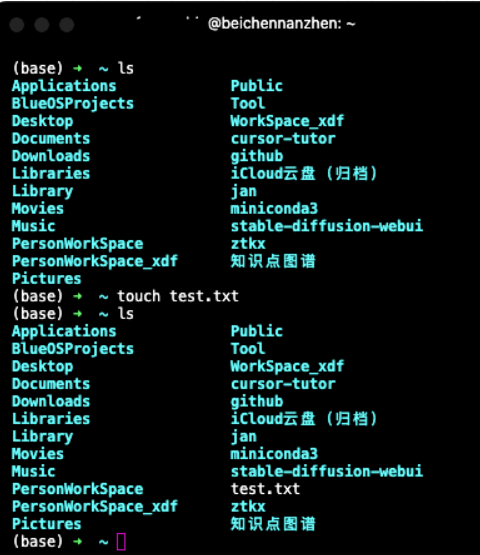 @beichennanzhen: ~
(base) ➜ ~ ls
Applications Public
BlueOSProjects Tool
Desktop WorkSpace_xdf
Documents cursor-tutor
Downloads github
Libraries iCloud云盘 (归档)
Library jan
Movies miniconda3
Music stable-diffusion-webui
PersonWorkSpace ztkx
PersonWorkSpace_xdf 知识点图谱
Pictures
(base) ➜ ~ touch test.txt
(base) ➜ ~ ls
Applications Public
BlueOSProjects Tool
Desktop WorkSpace_xdf
Documents cursor-tutor
Downloads github
Libraries iCloud云盘 (归档)
Library jan
Movies miniconda3
Music stable-diffusion-webui
PersonWorkSpace test.txt
PersonWorkSpace_xdf ztkx
Pictures 知识点图谱
(base) ➜ ~